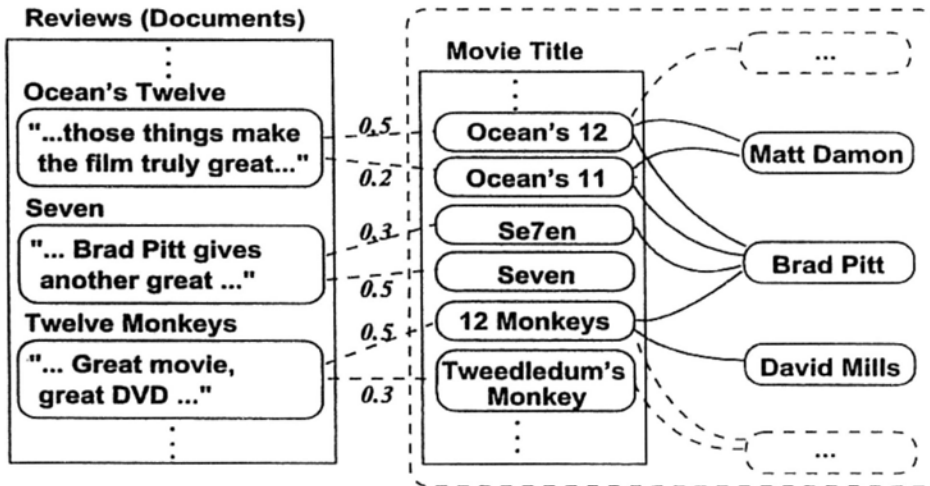 Reviews (Documents)
Ocean's Twelve
"...those things make
the film truly great..."
Seven
"... Brad Pitt gives
another great ..."
Twelve Monkeys
"... Great movie,
great DVD ..."
0.5
0.2
0.3
0.5
0.5
0.3
Movie Title
Ocean's 12
Ocean's 11
Se7en
Seven
12 Monkeys
Tweedledum's
Monkey
...
Matt Damon
Brad Pitt
David Mills
...